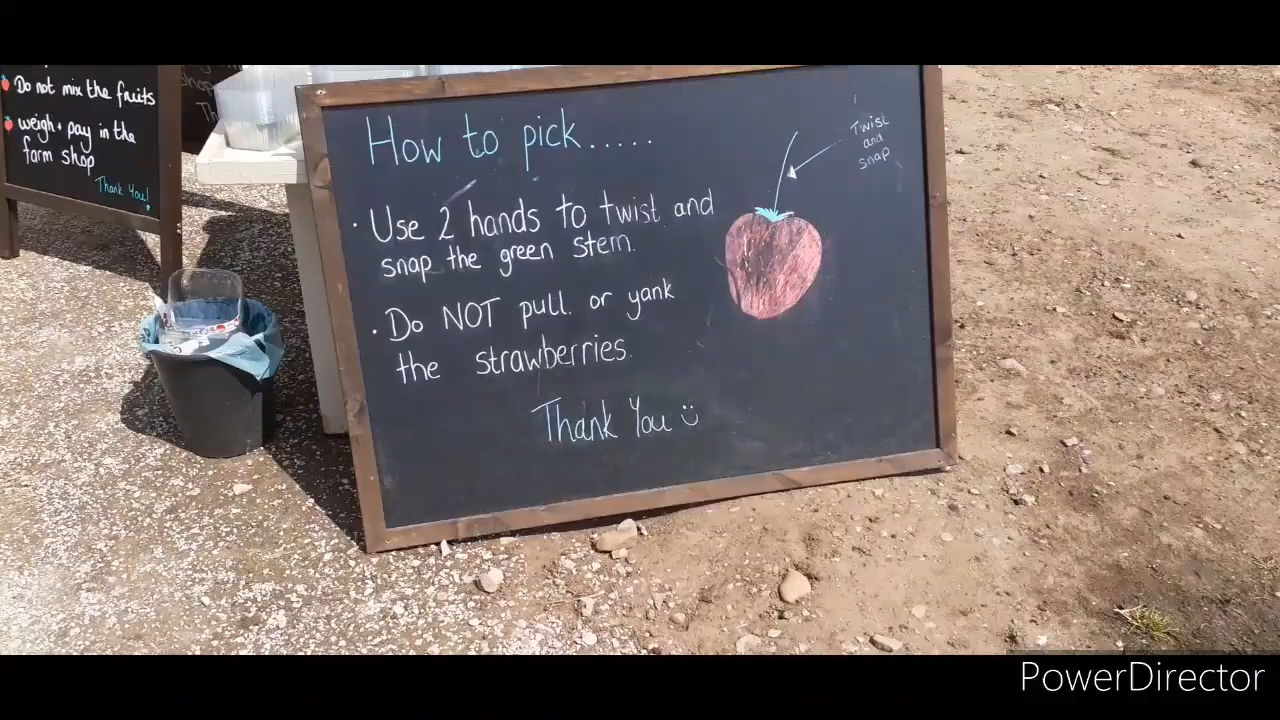 Do not mix the fruits
weigh + pay in the
farm shop
Thank You!
How to pick.....
· Use 2 hands to twist and
snap the green stem.
· Do NOT pull or yank
the strawberries.
Thank You
Twist
and
snap
PowerDirector